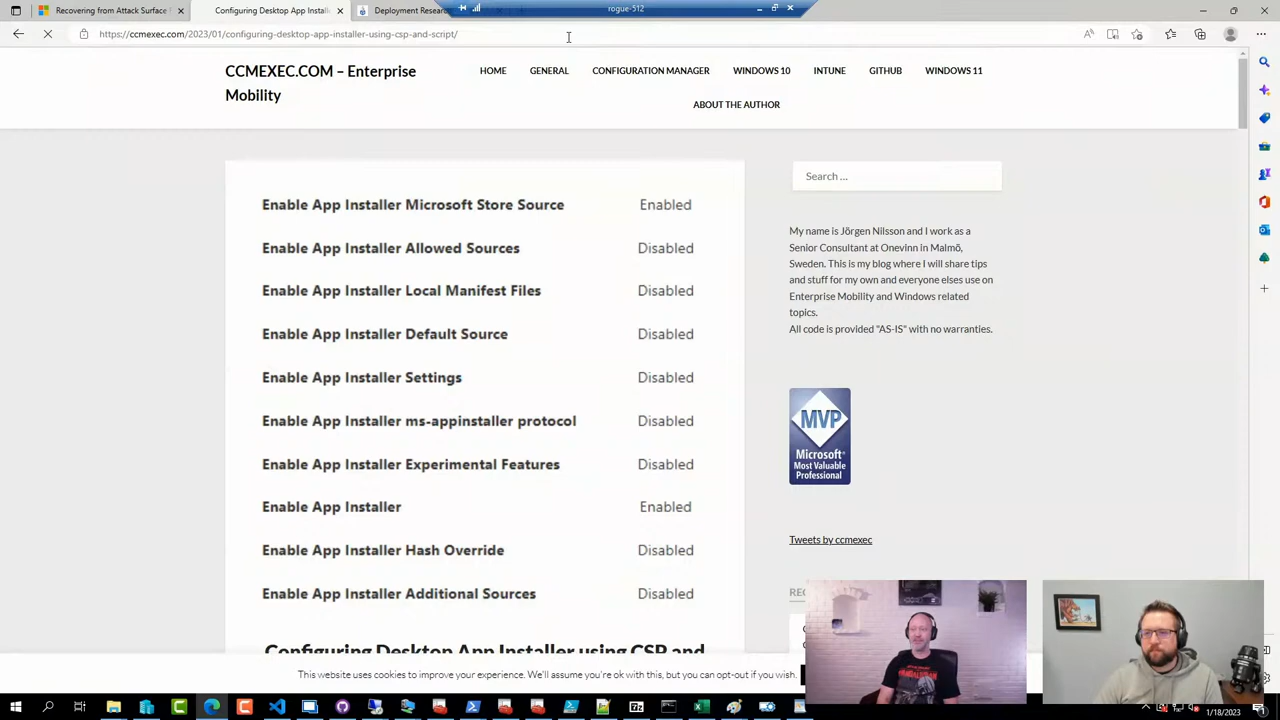 Recovering from Attack Surface
Configuring Desktop App Install
Deployment Resear
rogue-512
https://ccmexec.com/2023/01/configuring-desktop-app-installer-using-csp-and-script/
CCMEXEC.COM – Enterprise
Mobility
HOME
GENERAL
CONFIGURATION MANAGER
WINDOWS 10
INTUNE
GITHUB
WINDOWS 11
ABOUT THE AUTHOR
Enable App Installer Microsoft Store Source Enabled
Enable App Installer Allowed Sources Disabled
Enable App Installer Local Manifest Files Disabled
Enable App Installer Default Source Disabled
Enable App Installer Settings Disabled
Enable App Installer ms-appinstaller protocol Disabled
Enable App Installer Experimental Features Disabled
Enable App Installer Enabled
Enable App Installer Hash Override Disabled
Enable App Installer Additional Sources Disabled
Configuring Desktop App Installer using CSP and
Search ...
My name is Jörgen Nilsson and I work as a
Senior Consultant at Onevinn in Malmö,
Sweden. This is my blog where I will share tips
and stuff for my own and everyone elses use on
Enterprise Mobility and Windows related
topics.
All code is provided "AS-IS" with no warranties.
MVP
Microsoft®
Most Valuable
Professional
Tweets by ccmexec
This website uses cookies to improve your experience. We'll assume you're ok with this, but you can opt-out if you wish.
1/18/2023